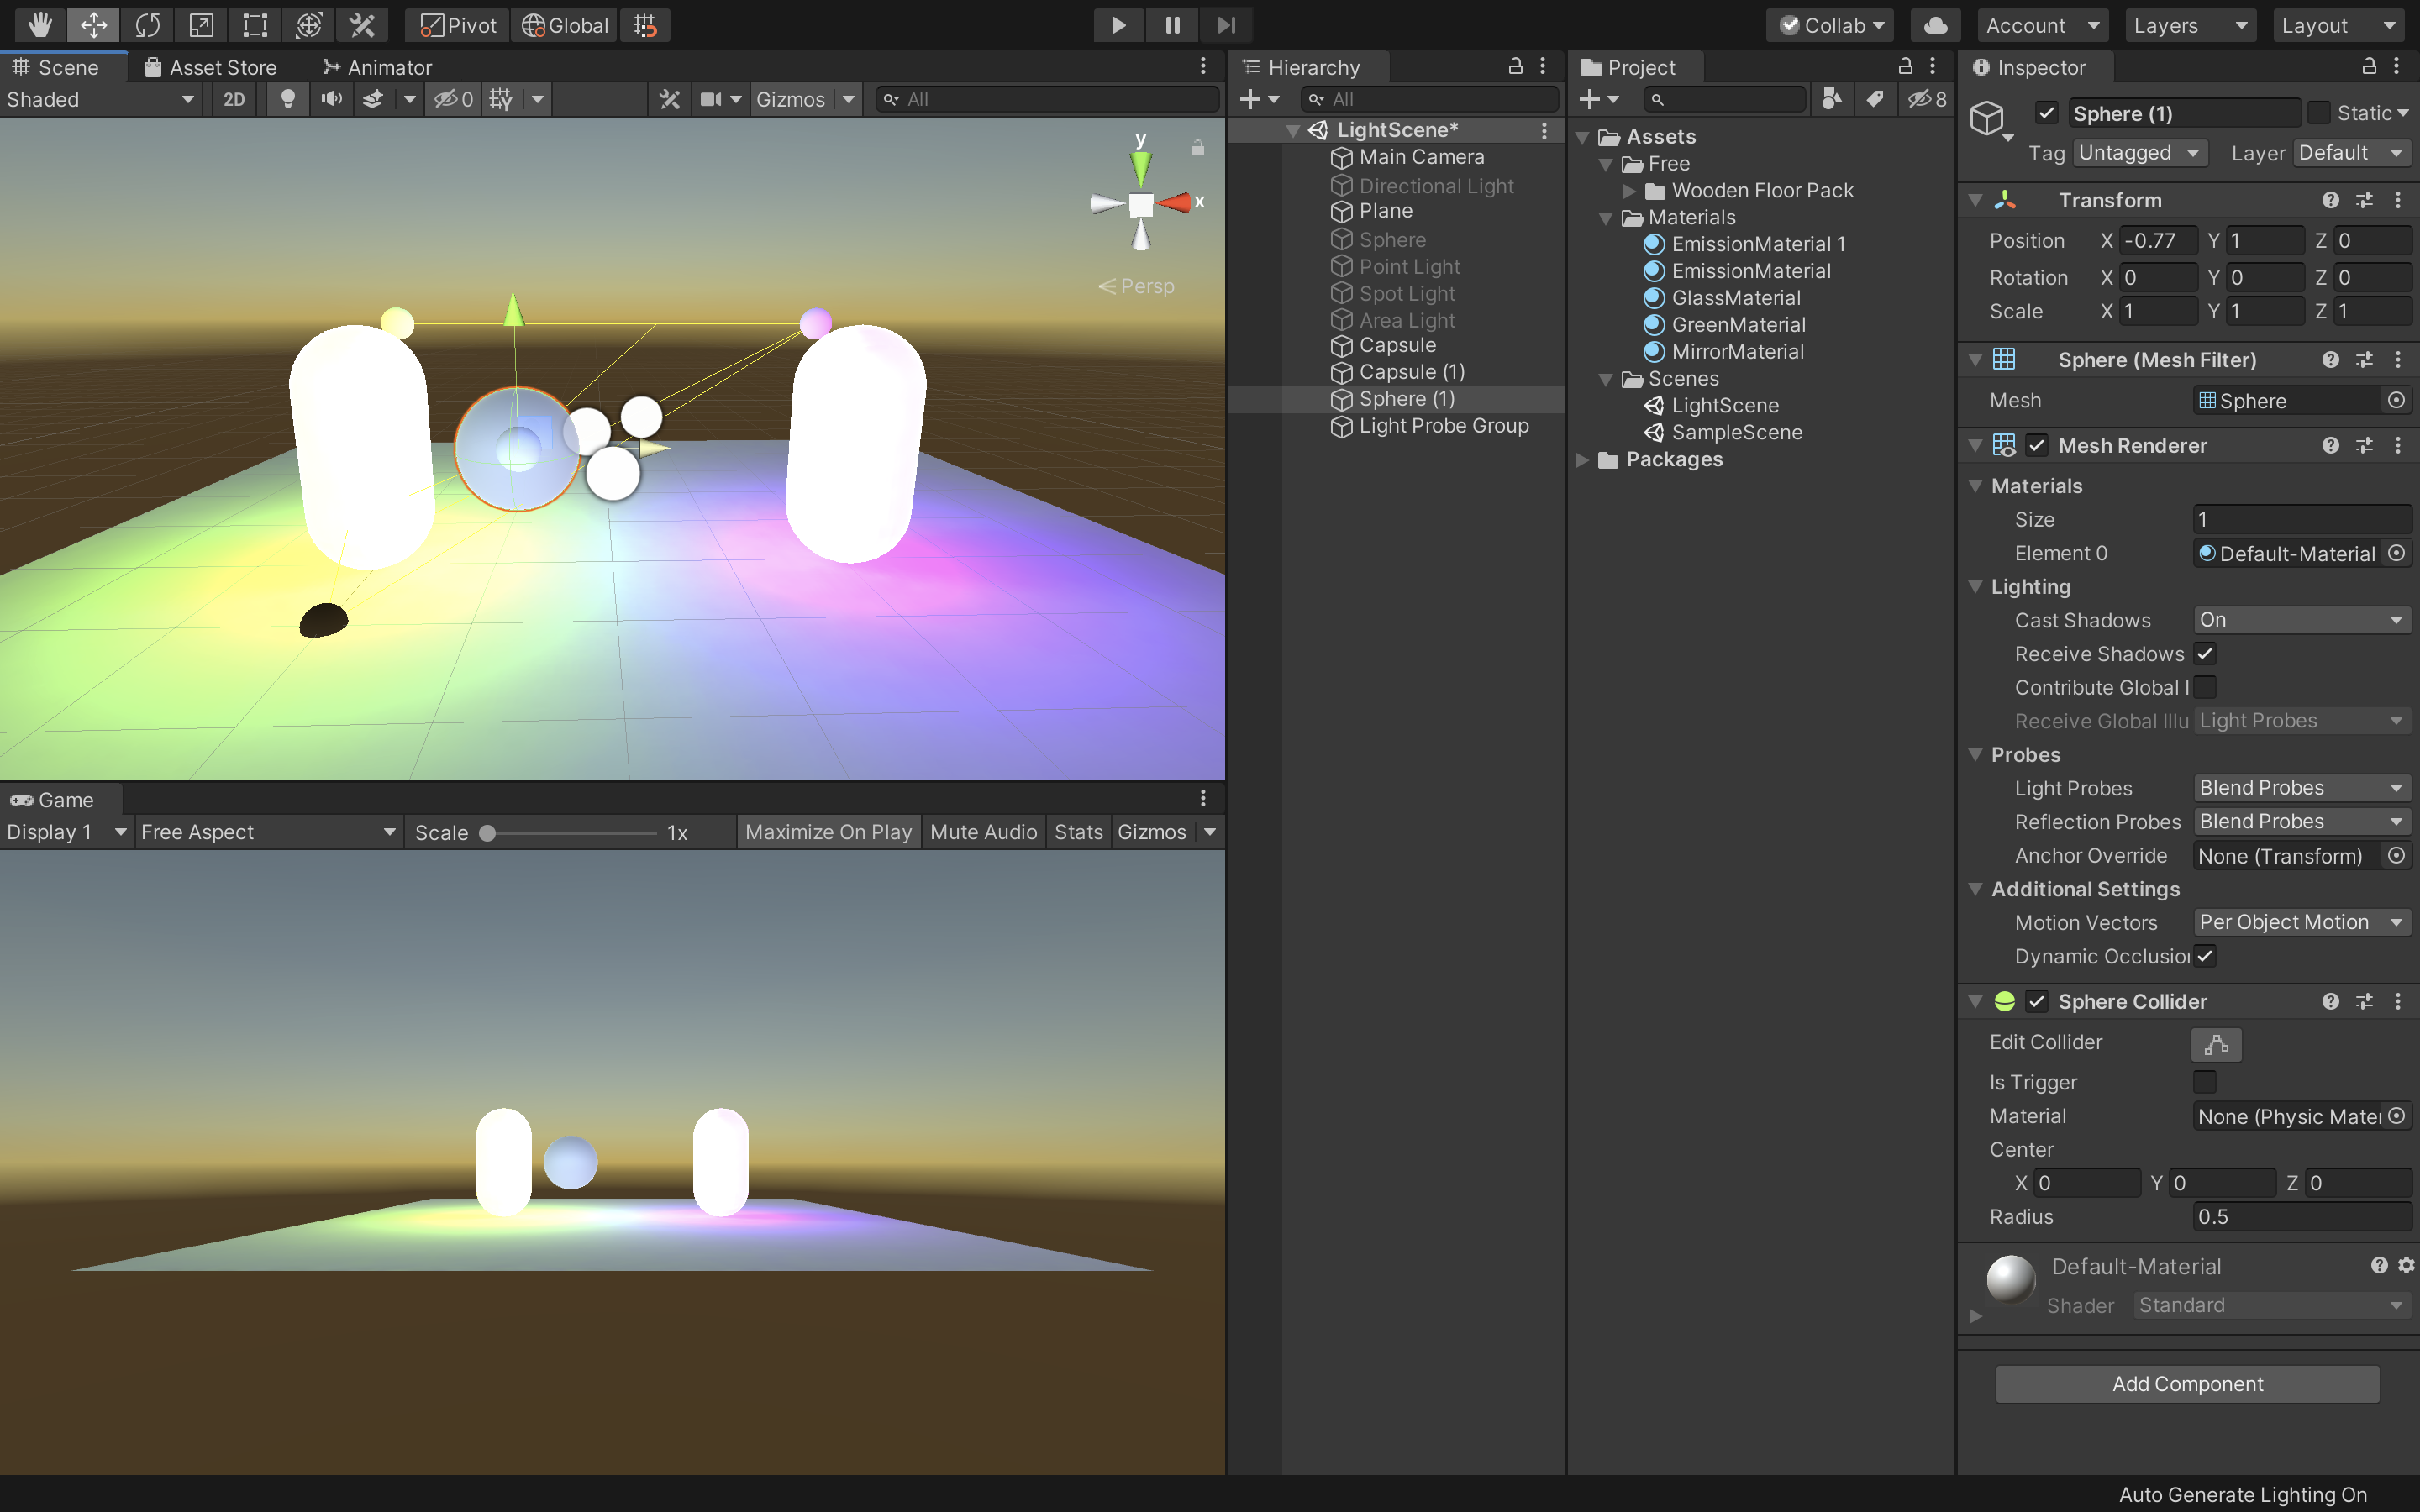 Pivot Global Collab Account Layers Layout
Scene Asset Store Animator
Shaded 2D 0 Gizmos All
y
x
Persp
Game
Display 1 Free Aspect Scale 1x Maximize On Play Mute Audio Stats Gizmos
Hierarchy
All
LightScene*
Main Camera
Directional Light
Plane
Sphere
Point Light
Spot Light
Area Light
Capsule
Capsule (1)
Sphere (1)
Light Probe Group
Project
8
Assets
Free
Wooden Floor Pack
Materials
EmissionMaterial 1
EmissionMaterial
GlassMaterial
GreenMaterial
MirrorMaterial
Scenes
LightScene
SampleScene
Packages
Inspector
Sphere (1) Static
Tag Untagged Layer Default
Transform
Position X -0.77 Y 1 Z 0
Rotation X 0 Y 0 Z 0
Scale X 1 Y 1 Z 1
Sphere (Mesh Filter)
Mesh Sphere
Mesh Renderer
Materials
Size 1
Element 0 Default-Material
Lighting
Cast Shadows On
Receive Shadows
Contribute Global I
Receive Global Illu Light Probes
Probes
Light Probes Blend Probes
Reflection Probes Blend Probes
Anchor Override None (Transform)
Additional Settings
Motion Vectors Per Object Motion
Dynamic Occlusion
Sphere Collider
Edit Collider
Is Trigger
Material None (Physic Mater
Center
X 0 Y 0 Z 0
Radius 0.5
Default-Material
Shader Standard
Add Component
Auto Generate Lighting On